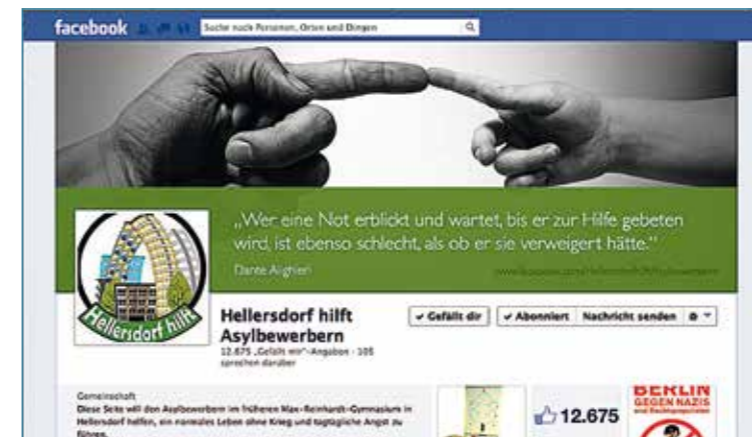 facebook
Suche nach Personen, Orten und Dingen
„Wer eine Not erblickt und wartet, bis er zur Hilfe gebeten
wird, ist ebenso schlecht, als ob er sie verweigert hätte.“
Dante Alighieri
Hellersdorf hilft
Hellersdorf hilft
Asylbewerbern
12.675 „Gefällt mir“-Angaben · 105
sprechen darüber
✓ Gefällt dir
✓ Abonniert
Nachricht senden
Gemeinschaft
Diese Seite will den Asylbewerbern im früheren Max-Reinhardt-Gymnasium in
Hellersdorf helfen, ein normales Leben ohne Krieg und tagtägliche Angst zu
führen.
12.675
BERLIN
GEGEN NAZIS
und Rechtspopulisten